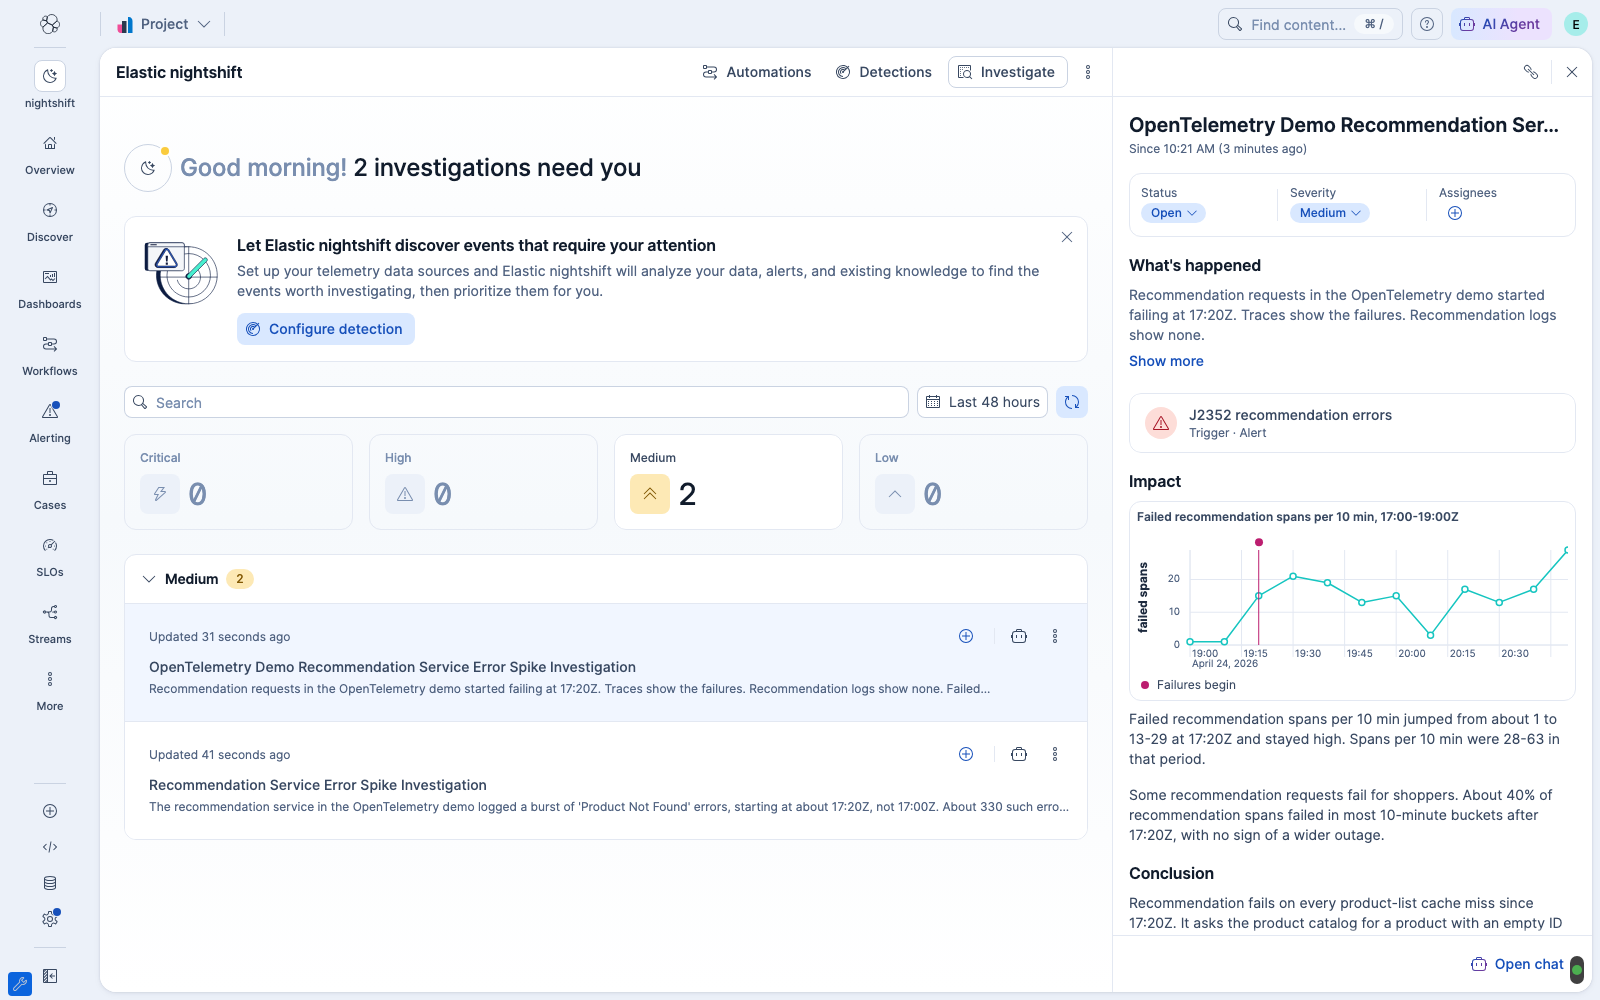 Project
Find content...
⌘ /
AI Agent
E
nightshift
Overview
Discover
Dashboards
Workflows
Alerting
Cases
SLOs
Streams
More
Elastic nightshift
Automations
Detections
Investigate
Good morning! 2 investigations need you
Let Elastic nightshift discover events that require your attention
Set up your telemetry data sources and Elastic nightshift will analyze your data, alerts, and existing knowledge to find the
events worth investigating, then prioritize them for you.
Configure detection
Search
Last 48 hours
Critical
0
High
0
Medium
2
Low
0
Medium 2
Updated 31 seconds ago
OpenTelemetry Demo Recommendation Service Error Spike Investigation
Recommendation requests in the OpenTelemetry demo started failing at 17:20Z. Traces show the failures. Recommendation logs show none. Failed...
Updated 41 seconds ago
Recommendation Service Error Spike Investigation
The recommendation service in the OpenTelemetry demo logged a burst of 'Product Not Found' errors, starting at about 17:20Z, not 17:00Z. About 330 such erro...
OpenTelemetry Demo Recommendation Ser...
Since 10:21 AM (3 minutes ago)
Status
Open
Severity
Medium
Assignees
What's happened
Recommendation requests in the OpenTelemetry demo started
failing at 17:20Z. Traces show the failures. Recommendation logs
show none.
Show more
J2352 recommendation errors
Trigger · Alert
Impact
Failed recommendation spans per 10 min, 17:00-19:00Z
failed spans
20
10
0
19:00 19:15 19:30 19:45 20:00 20:15 20:30
April 24, 2026
Failures begin
Failed recommendation spans per 10 min jumped from about 1 to
13-29 at 17:20Z and stayed high. Spans per 10 min were 28-63 in
that period.
Some recommendation requests fail for shoppers. About 40% of
recommendation spans failed in most 10-minute buckets after
17:20Z, with no sign of a wider outage.
Conclusion
Recommendation fails on every product-list cache miss since
17:20Z. It asks the product catalog for a product with an empty ID
Open chat